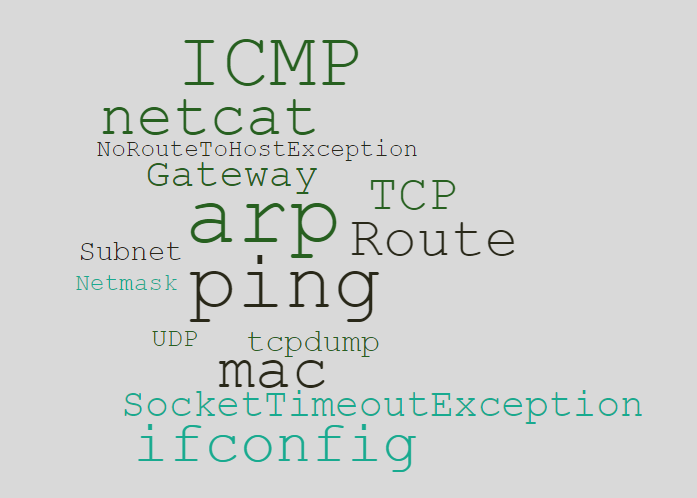 ICMP
netcat
NoRouteToHostException
Gateway
TCP
arp
Route
Subnet
ping
Netmask
UDP
tcpdump
mac
SocketTimeoutException
ifconfig